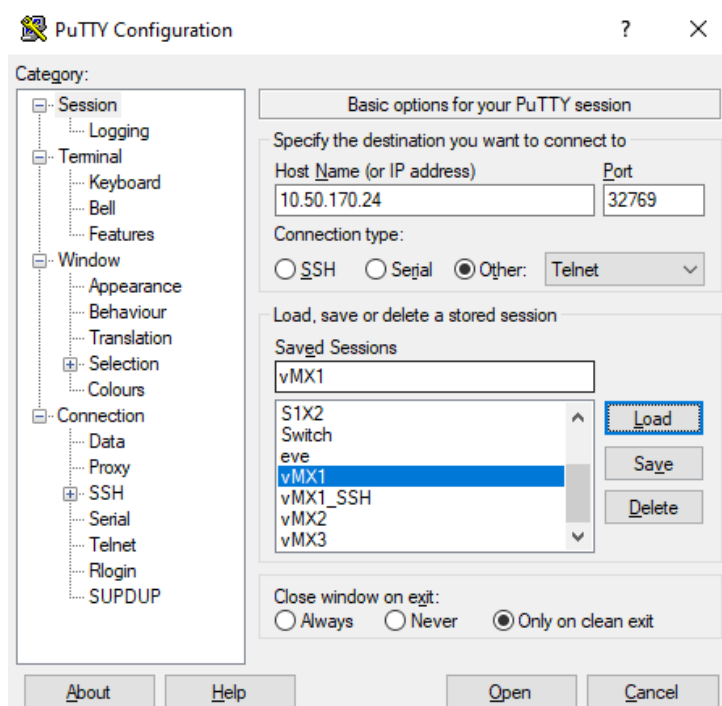 PuTTY Configuration
?
Category:
Session
Logging
Terminal
Keyboard
Bell
Features
Window
Appearance
Behaviour
Translation
Selection
Colours
Connection
Data
Proxy
SSH
Serial
Telnet
Rlogin
SUPDUP
Basic options for your PuTTY session
Specify the destination you want to connect to
Host Name (or IP address) Port
10.50.170.24 32769
Connection type:
SSH Serial Other: Telnet
Load, save or delete a stored session
Saved Sessions
vMX1
S1X2
Switch
eve
vMX1
vMX1_SSH
vMX2
vMX3
Load
Save
Delete
Close window on exit:
Always Never Only on clean exit
About Help Open Cancel